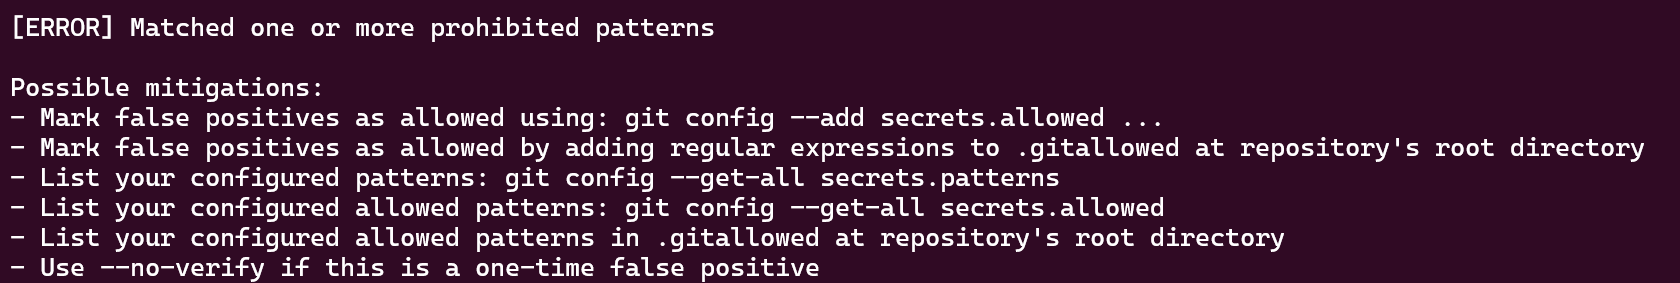 [ERROR] Matched one or more prohibited patterns

Possible mitigations:
- Mark false positives as allowed using: git config --add secrets.allowed ...
- Mark false positives as allowed by adding regular expressions to .gitallowed at repository's root directory
- List your configured patterns: git config --get-all secrets.patterns
- List your configured allowed patterns: git config --get-all secrets.allowed
- List your configured allowed patterns in .gitallowed at repository's root directory
- Use --no-verify if this is a one-time false positive